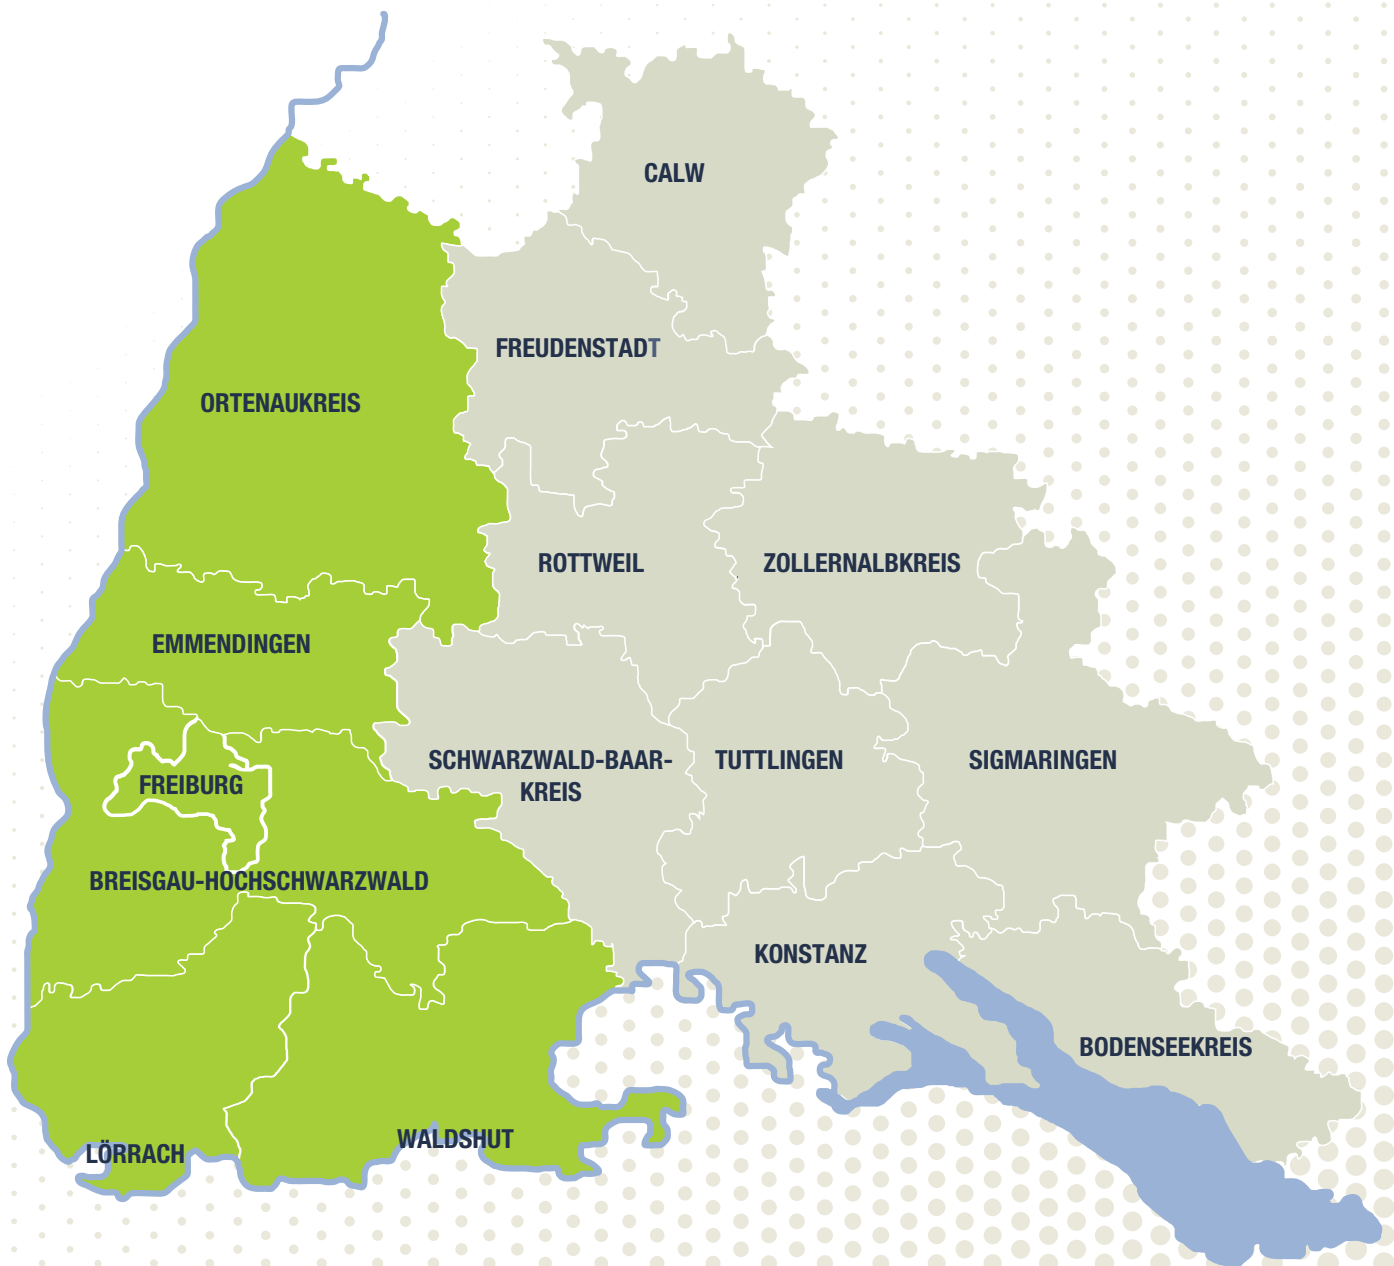 CALW
FREUDENSTADT
ORTENAUKREIS
ROTTWEIL
ZOLLERNALBKREIS
EMMENDINGEN
SCHWARZWALD-BAAR-
KREIS
TUTTLINGEN
SIGMARINGEN
FREIBURG
BREISGAU-HOCHSCHWARZWALD
KONSTANZ
BODENSEEKREIS
WALDSHUT
LÖRRACH